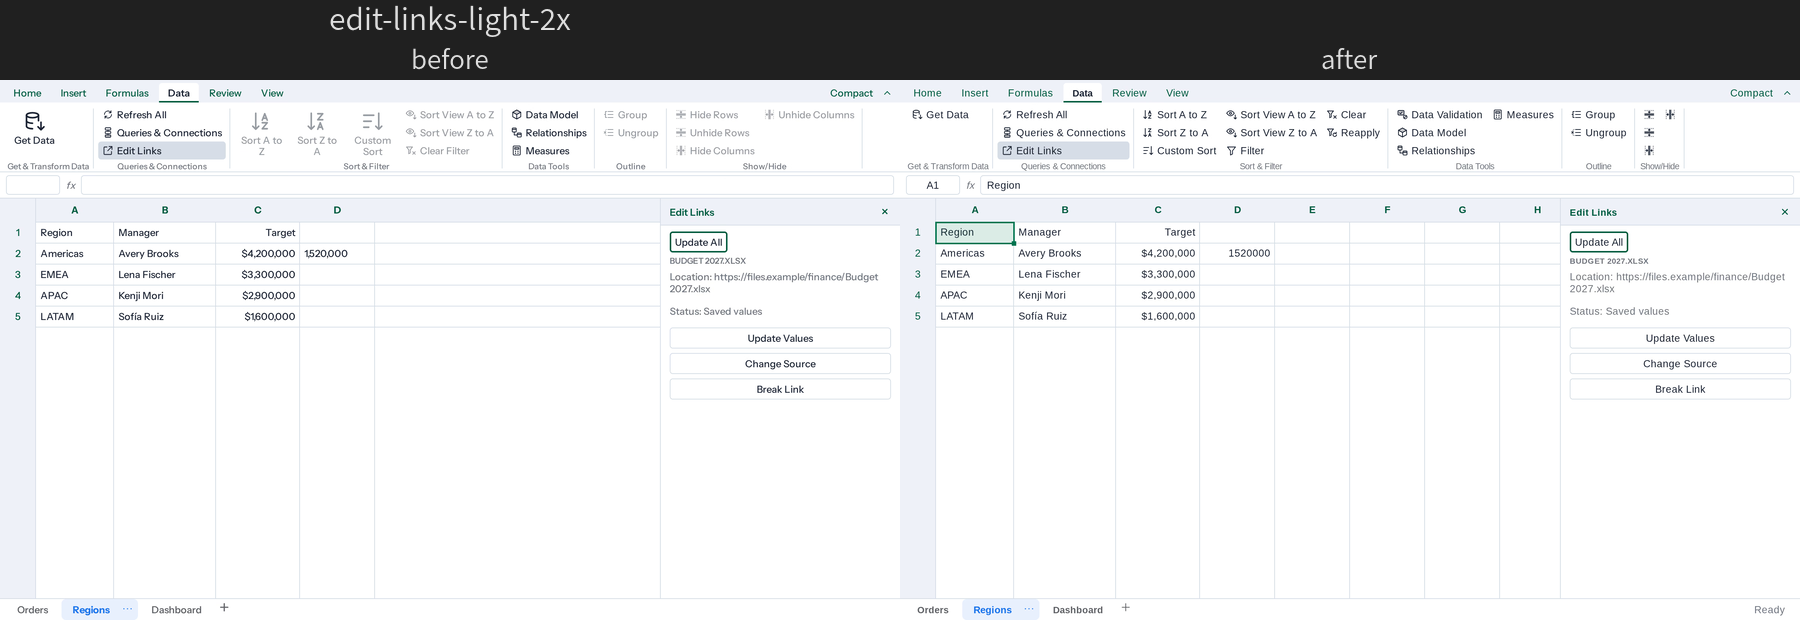 edit-links-light-2x
before
after
Home Insert Formulas Data Review View Compact
Get Data
Refresh All
Queries & Connections
Edit Links
Sort A to Z
Sort Z to A
Custom Sort
Sort View A to Z
Sort View Z to A
Clear Filter
Data Model
Relationships
Measures
Group
Ungroup
Hide Rows
Unhide Rows
Hide Columns
Unhide Columns
Get & Transform Data Queries & Connections Sort & Filter Data Tools Outline Show/Hide
fx
A B C D
1 Region Manager Target
2 Americas Avery Brooks $4,200,000 1,520,000
3 EMEA Lena Fischer $3,300,000
4 APAC Kenji Mori $2,900,000
5 LATAM Sofía Ruiz $1,600,000
Edit Links ×
Update All
BUDGET 2027.XLSX
Location: https://files.example/finance/Budget
2027.xlsx
Status: Saved values
Update Values
Change Source
Break Link
Orders Regions ... Dashboard +
Home Insert Formulas Data Review View Compact
Get Data
Refresh All
Queries & Connections
Edit Links
Sort A to Z
Sort Z to A
Custom Sort
Sort View A to Z
Sort View Z to A
Filter
Clear
Reapply
Data Validation
Data Model
Relationships
Measures
Group
Ungroup
Get & Transform Data Queries & Connections Sort & Filter Data Tools Outline Show/Hide
A1 fx Region
A B C D E F G H
1 Region Manager Target
2 Americas Avery Brooks $4,200,000 1520000
3 EMEA Lena Fischer $3,300,000
4 APAC Kenji Mori $2,900,000
5 LATAM Sofía Ruiz $1,600,000
Edit Links ×
Update All
BUDGET 2027.XLSX
Location: https://files.example/finance/Budget
2027.xlsx
Status: Saved values
Update Values
Change Source
Break Link
Orders Regions ... Dashboard +
Ready